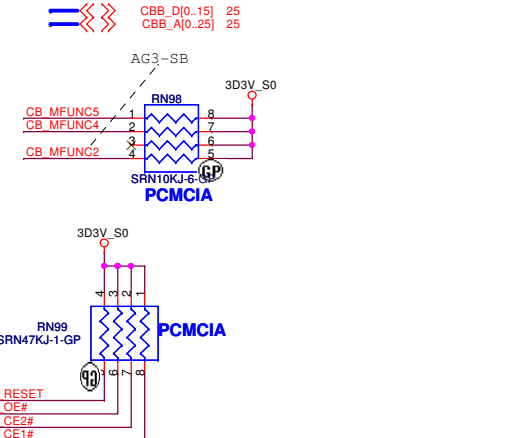 CBB_D[0..15] 25
CBB_A[0..25] 25
AG3-SB
3D3V_S0
RN98
CB_MFUNC5 1 8
CB_MFUNC4 2 7
3 6
CB_MFUNC2 4 5
GP
SRN10KJ-6-GP
PCMCIA
3D3V_S0
4 3 2 1
RN99
SRN47KJ-1-GP
PCMCIA
GP 6 7 8
RESET
OE#
CE2#
CE1#